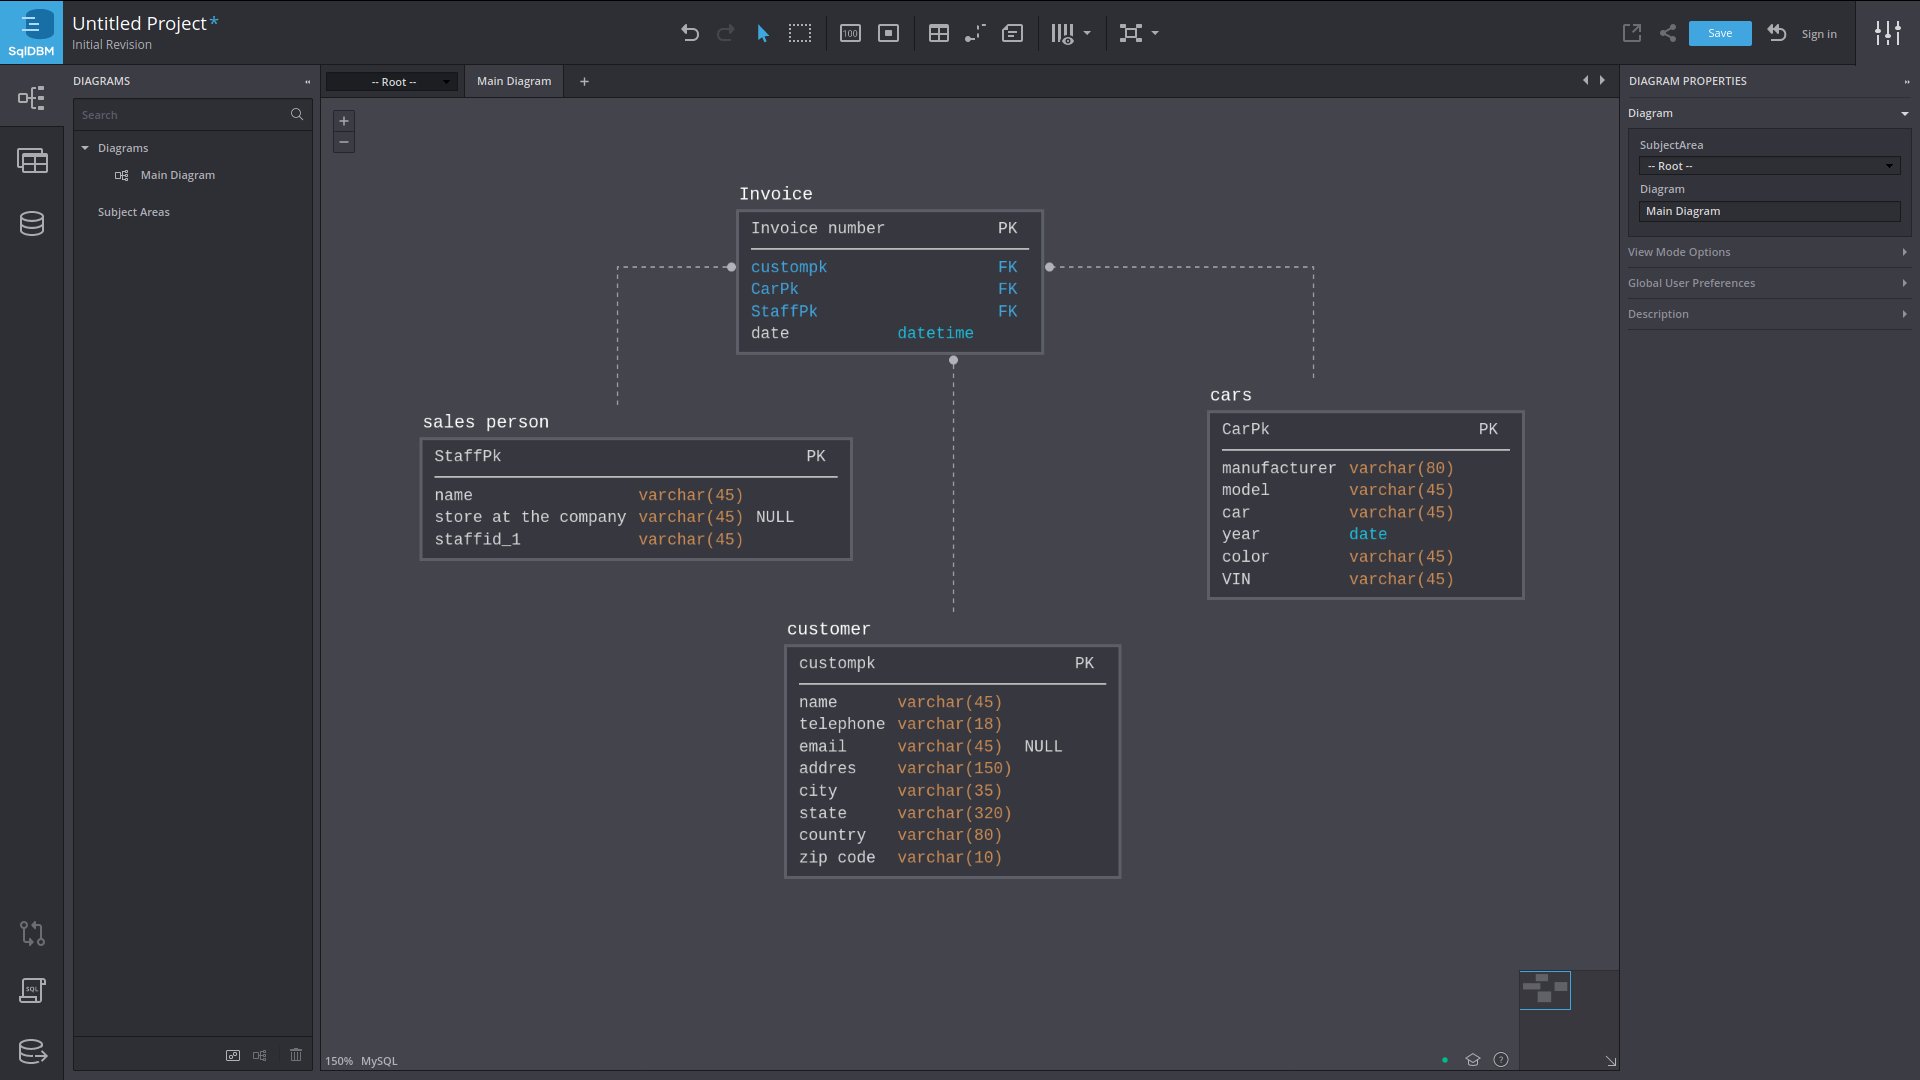 SqlDBM
Untitled Project*
Initial Revision
100
Save
Sign in
DIAGRAMS
Search
Diagrams
Main Diagram
Subject Areas
-- Root --
Main Diagram
+
+
−
Invoice
Invoice number PK
custompk FK
CarPk FK
StaffPk FK
date datetime
sales person
StaffPk PK
name varchar(45)
store at the company varchar(45) NULL
staffid_1 varchar(45)
cars
CarPk PK
manufacturer varchar(80)
model varchar(45)
car varchar(45)
year date
color varchar(45)
VIN varchar(45)
customer
custompk PK
name varchar(45)
telephone varchar(18)
email varchar(45) NULL
addres varchar(150)
city varchar(35)
state varchar(320)
country varchar(80)
zip code varchar(10)
DIAGRAM PROPERTIES
Diagram
SubjectArea
-- Root --
Diagram
Main Diagram
View Mode Options
Global User Preferences
Description
SQL
150% MySQL
?